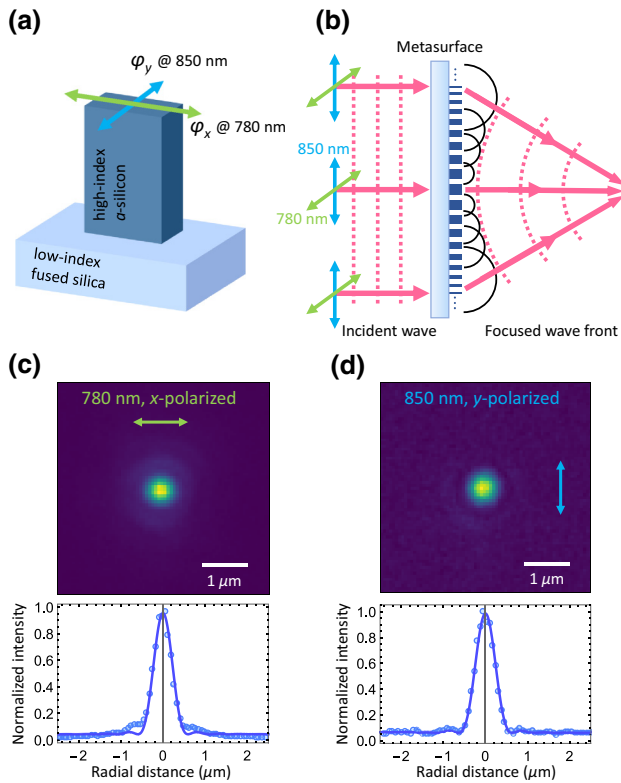 (a)
φy @ 850 nm
φx @ 780 nm
high-index
a-silicon
low-index
fused silica
(b)
Metasurface
850 nm
780 nm
Incident wave
Focused wave front
(c)
780 nm, x-polarized
1 μm
Normalized intensity
1.0
0.8
0.6
0.4
0.2
0.0
−2
−1
0
1
2
Radial distance (μm)
(d)
850 nm, y-polarized
1 μm
Normalized intensity
1.0
0.8
0.6
0.4
0.2
0.0
−2
−1
0
1
2
Radial distance (μm)